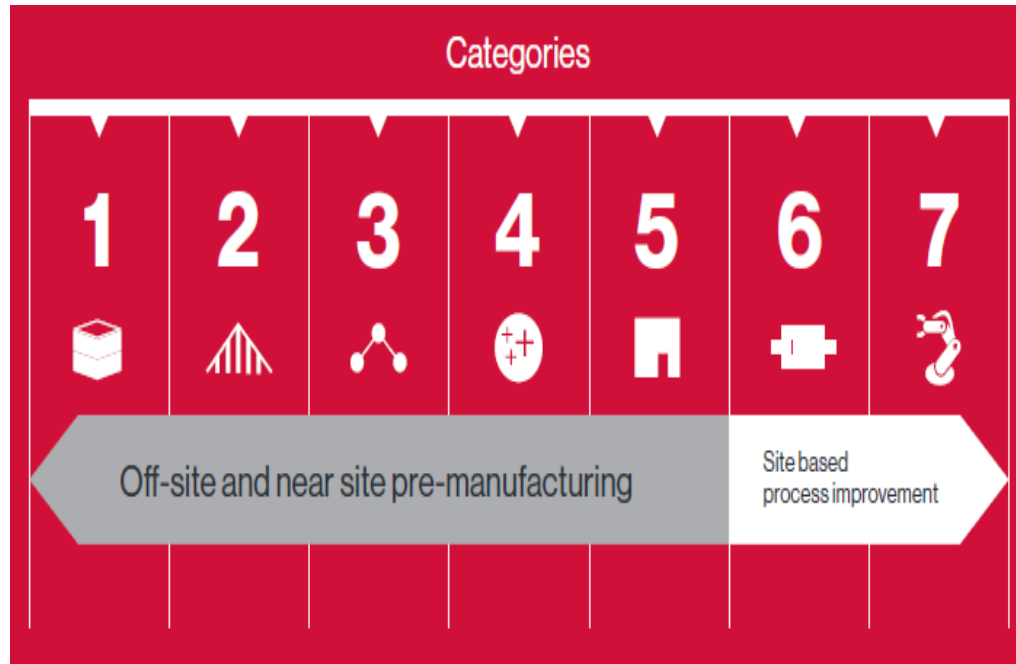 Categories
1 2 3 4 5 6 7
Off-site and near site pre-manufacturing
Site based
process improvement